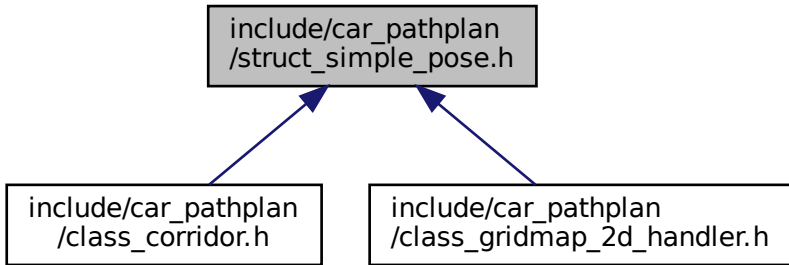 include/car_pathplan
/struct_simple_pose.h
include/car_pathplan
/class_corridor.h
include/car_pathplan
/class_gridmap_2d_handler.h